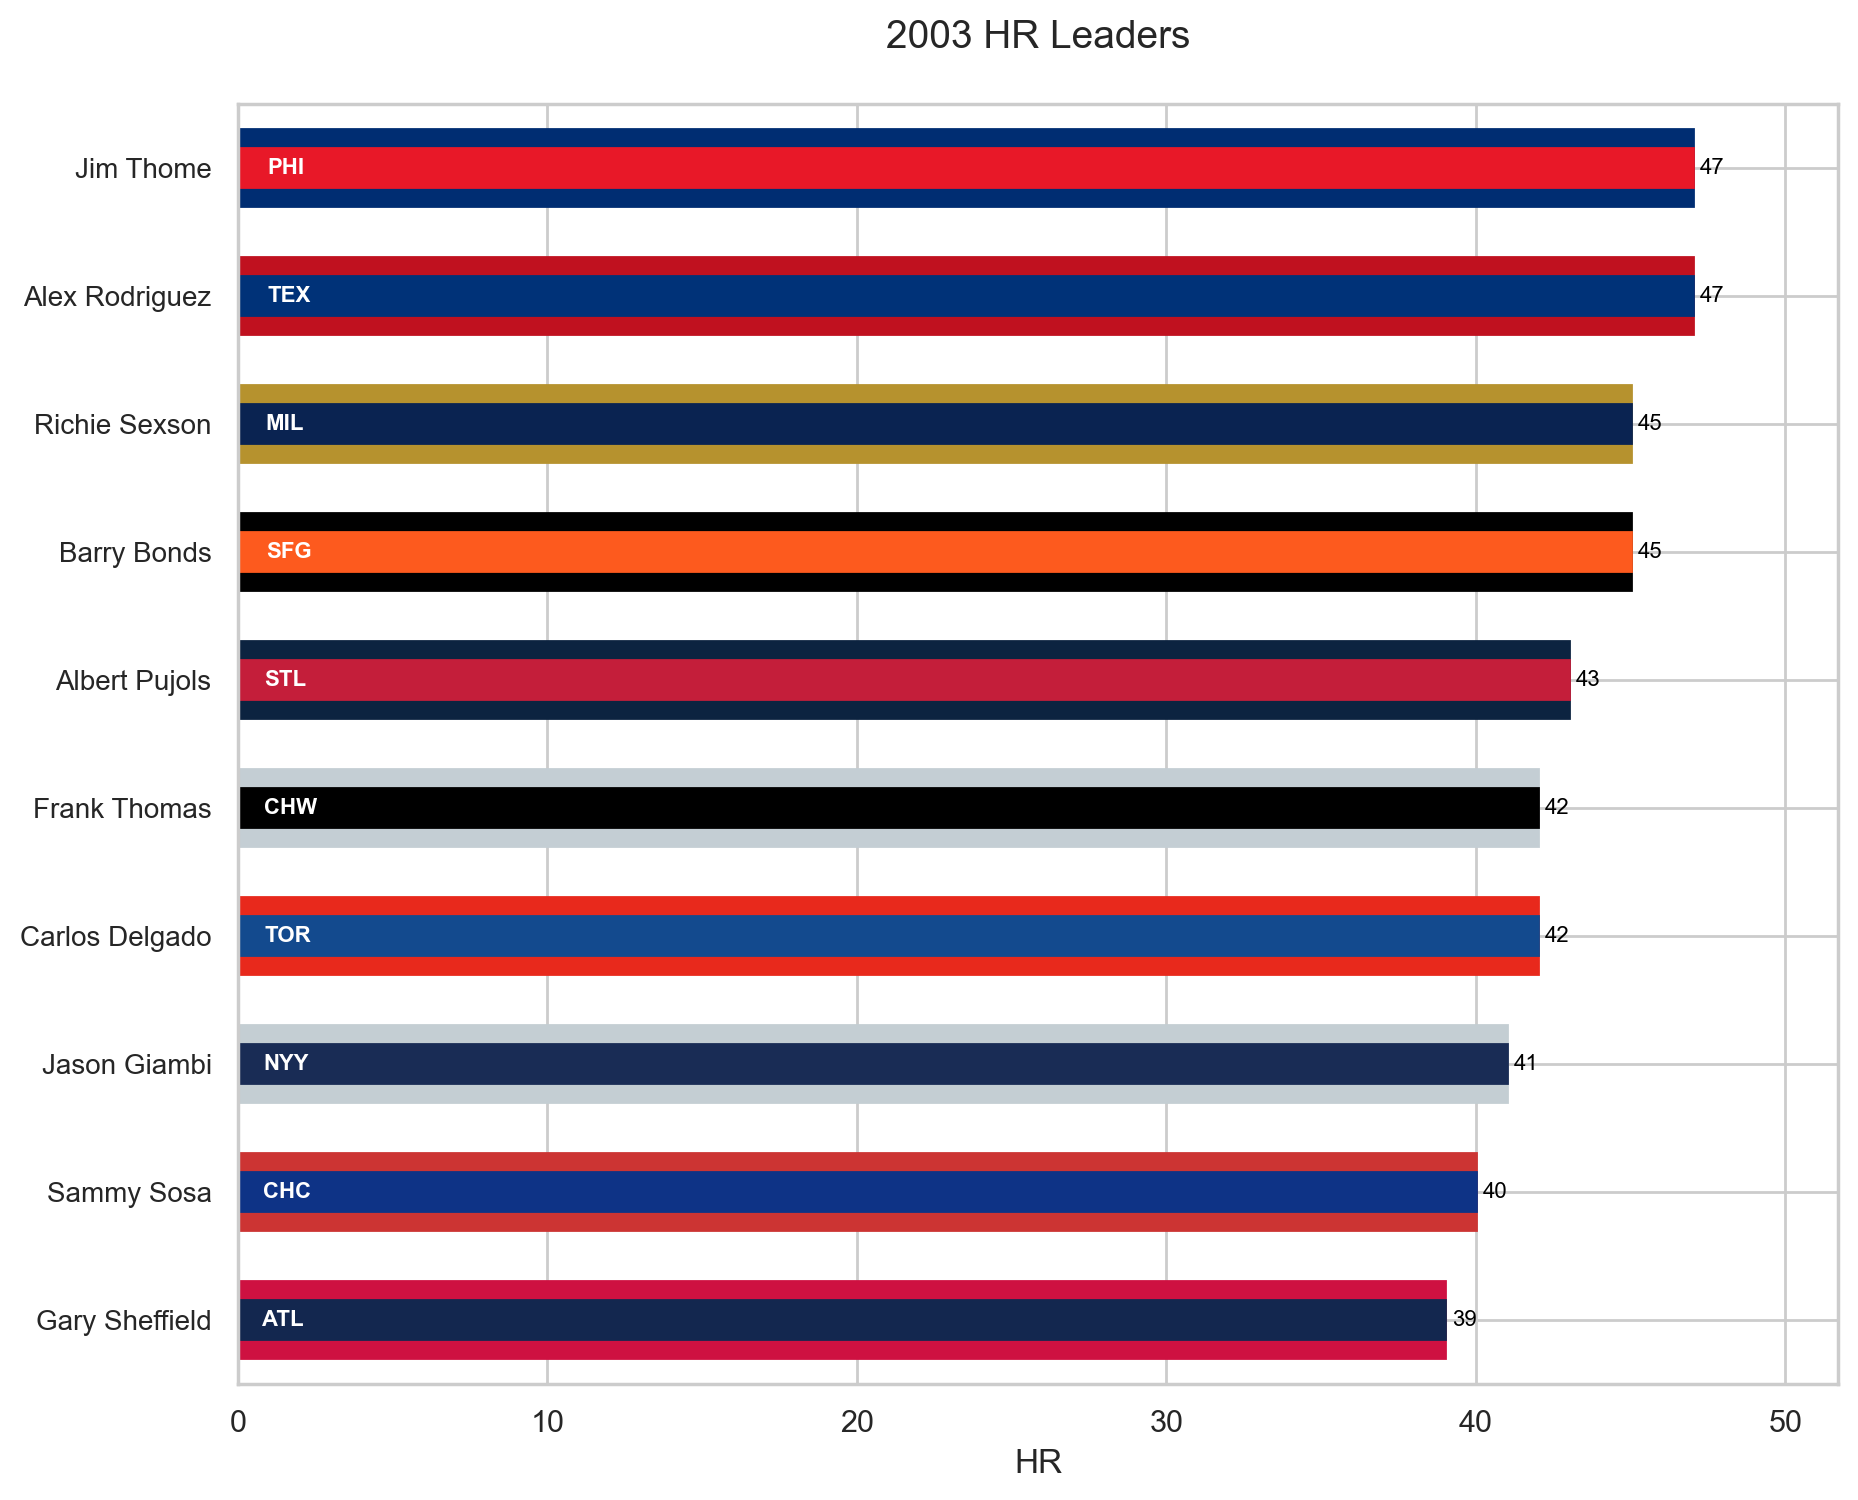 2003 HR Leaders
Jim Thome PHI 47
Alex Rodriguez TEX 47
Richie Sexson MIL 45
Barry Bonds SFG 45
Albert Pujols STL 43
Frank Thomas CHW 42
Carlos Delgado TOR 42
Jason Giambi NYY 41
Sammy Sosa CHC 40
Gary Sheffield ATL 39
0 10 20 30 40 50
HR